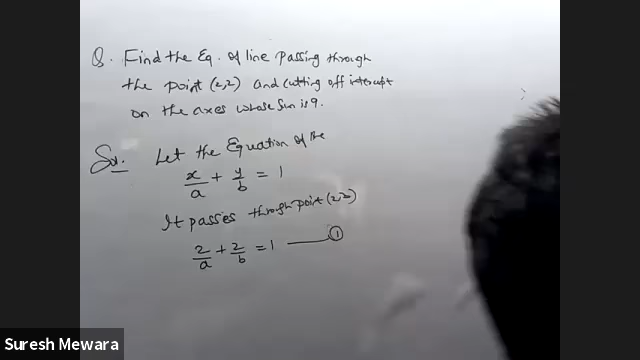 Q. Find the Eq. of line passing through
the point (2,2) and cutting off intercept
on the axes whose sum is 9.
Sol. Let the Equation of the
x/a + y/b = 1
It passes through point (2,2)
2/a + 2/b = 1 —— ①
Suresh Mewara